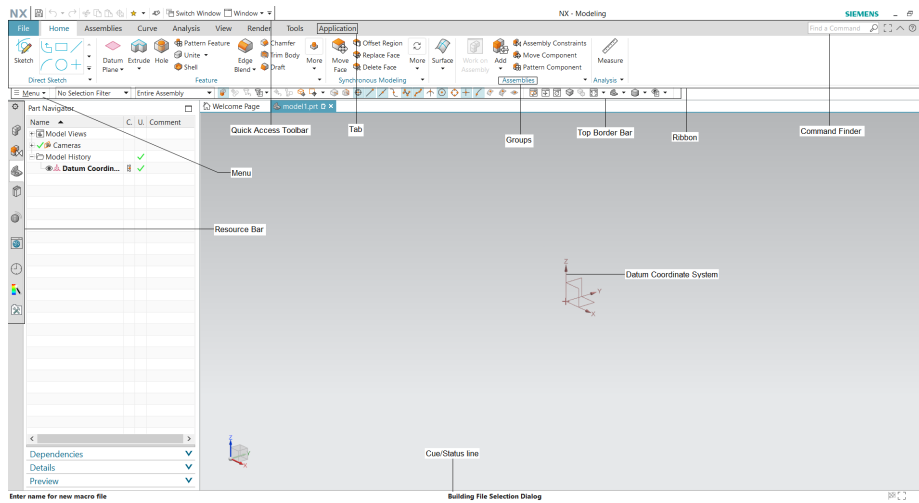 NX
Switch Window
Window
NX - Modeling
SIEMENS
File Home Assemblies Curve Analysis View Render Tools Application
Find a Command
Sketch
Direct Sketch
Datum Plane
Extrude
Hole
Pattern Feature
Unite
Shell
Edge Blend
Chamfer
Trim Body
Draft
More
Feature
Move Face
Offset Region
Replace Face
Delete Face
More
Synchronous Modeling
Surface
Work on Assembly
Add
Assembly Constraints
Move Component
Pattern Component
Assemblies
Measure
Analysis
Menu No Selection Filter Entire Assembly
Part Navigator
Welcome Page model1.prt
Name C. U. Comment
Model Views
Cameras
Model History
Datum Coordin...
Quick Access Toolbar
Tab
Groups
Top Border Bar
Ribbon
Command Finder
Menu
Resource Bar
Datum Coordinate System
Z
Y
X
Z
Y
X
Cue/Status line
Dependencies
Details
Preview
Enter name for new macro file
Building File Selection Dialog